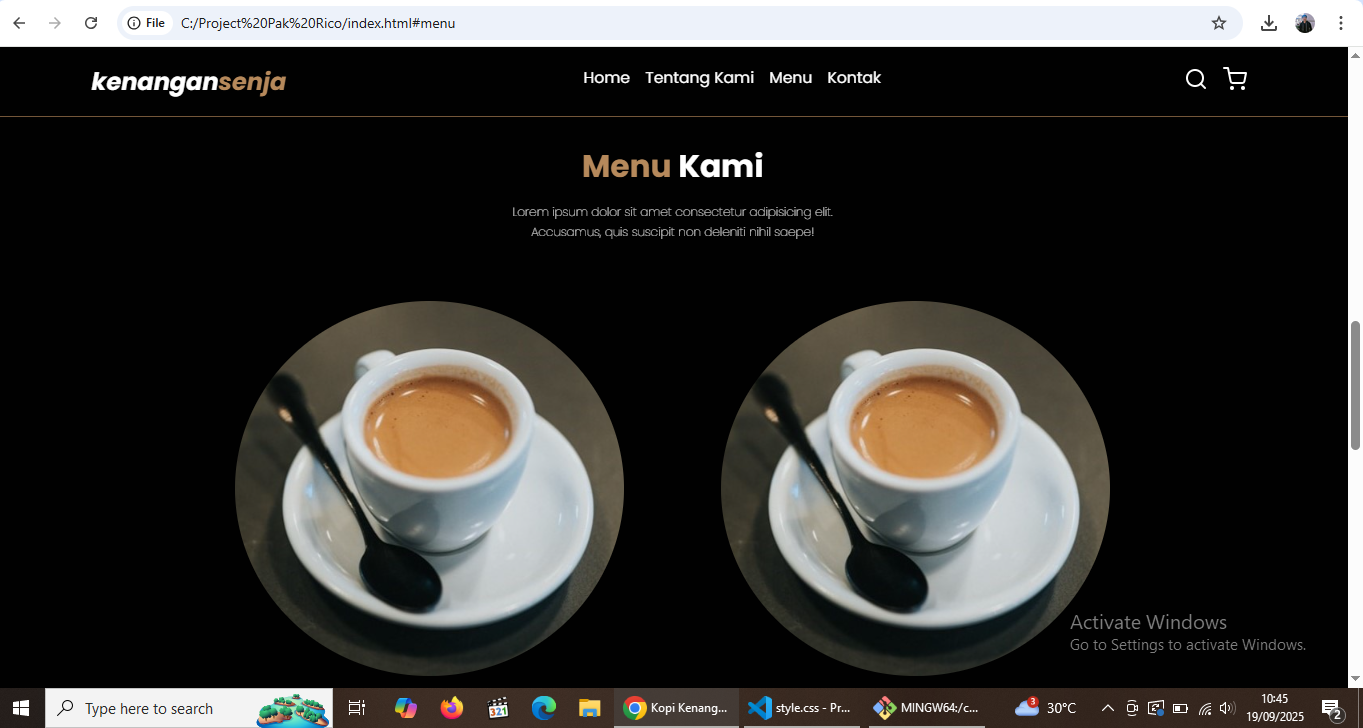 File
C:/Project%20Pak%20Rico/index.html#menu
kenangansenja
Home Tentang Kami Menu Kontak
Menu Kami
Lorem ipsum dolor sit amet consectetur adipisicing elit.
Accusamus, quis suscipit non deleniti nihil saepe!
Activate Windows
Go to Settings to activate Windows.
Type here to search
321
Kopi Kenang...
style.css - Pr...
MINGW64:/c...
3
30°C
10:45
19/09/2025
2